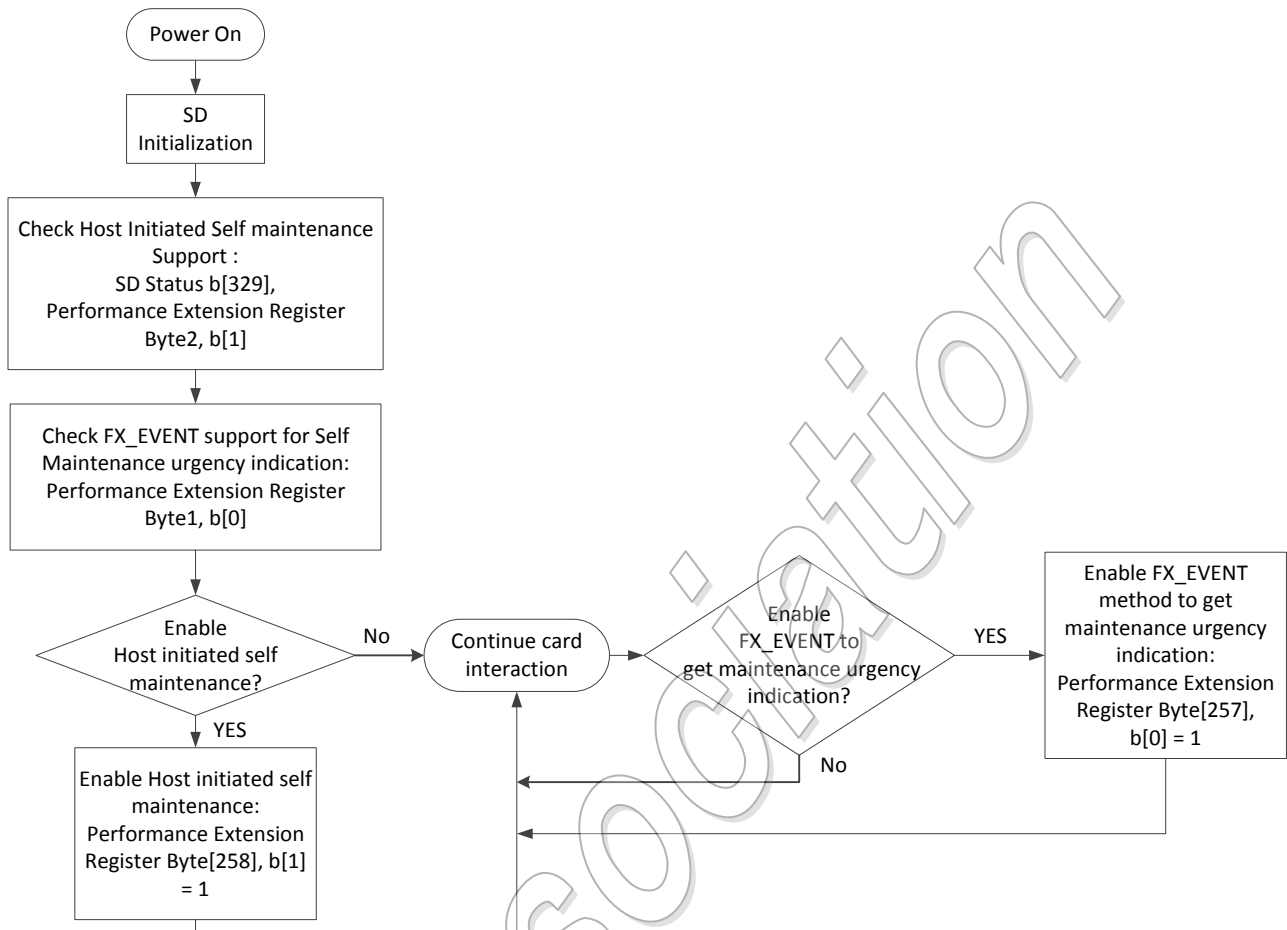 Power On
SD
Initialization
Check Host Initiated Self maintenance
Support :
SD Status b[329],
Performance Extension Register
Byte2, b[1]
Check FX_EVENT support for Self
Maintenance urgency indication:
Performance Extension Register
Byte1, b[0]
Enable
Host initiated self
maintenance?
No
YES
Enable Host initiated self
maintenance:
Performance Extension
Register Byte[258], b[1]
= 1
Continue card
interaction
Enable
FX_EVENT to
get maintenance urgency
indication?
YES
No
Enable FX_EVENT
method to get
maintenance urgency
indication:
Performance Extension
Register Byte[257],
b[0] = 1
sociation